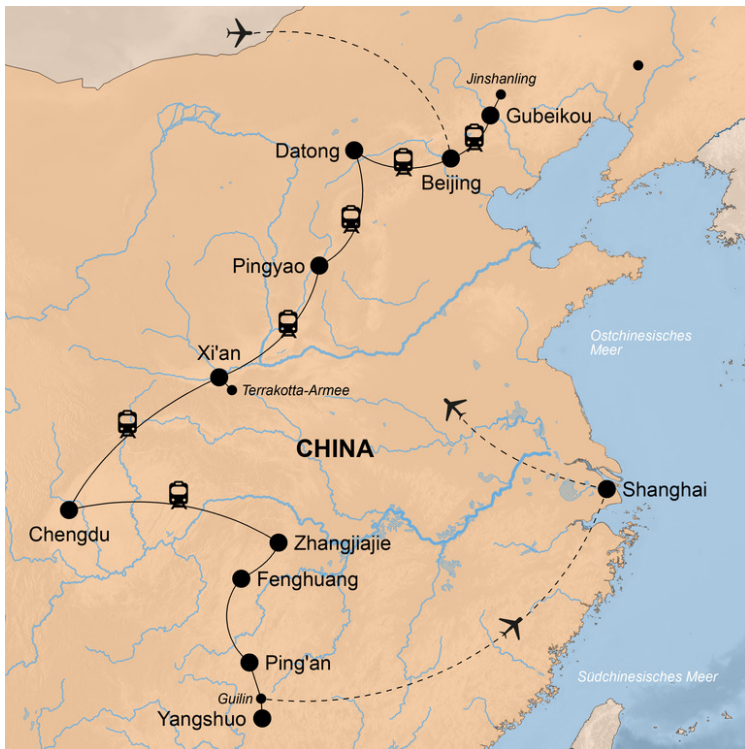 Jinshanling
Gubeikou
Datong
Beijing
Pingyao
Ostchinesisches
Meer
Xi'an
Terrakotta-Armee
CHINA
Shanghai
Chengdu
Zhangjiajie
Fenghuang
Ping'an
Südchinesisches Meer
Guilin
Yangshuo